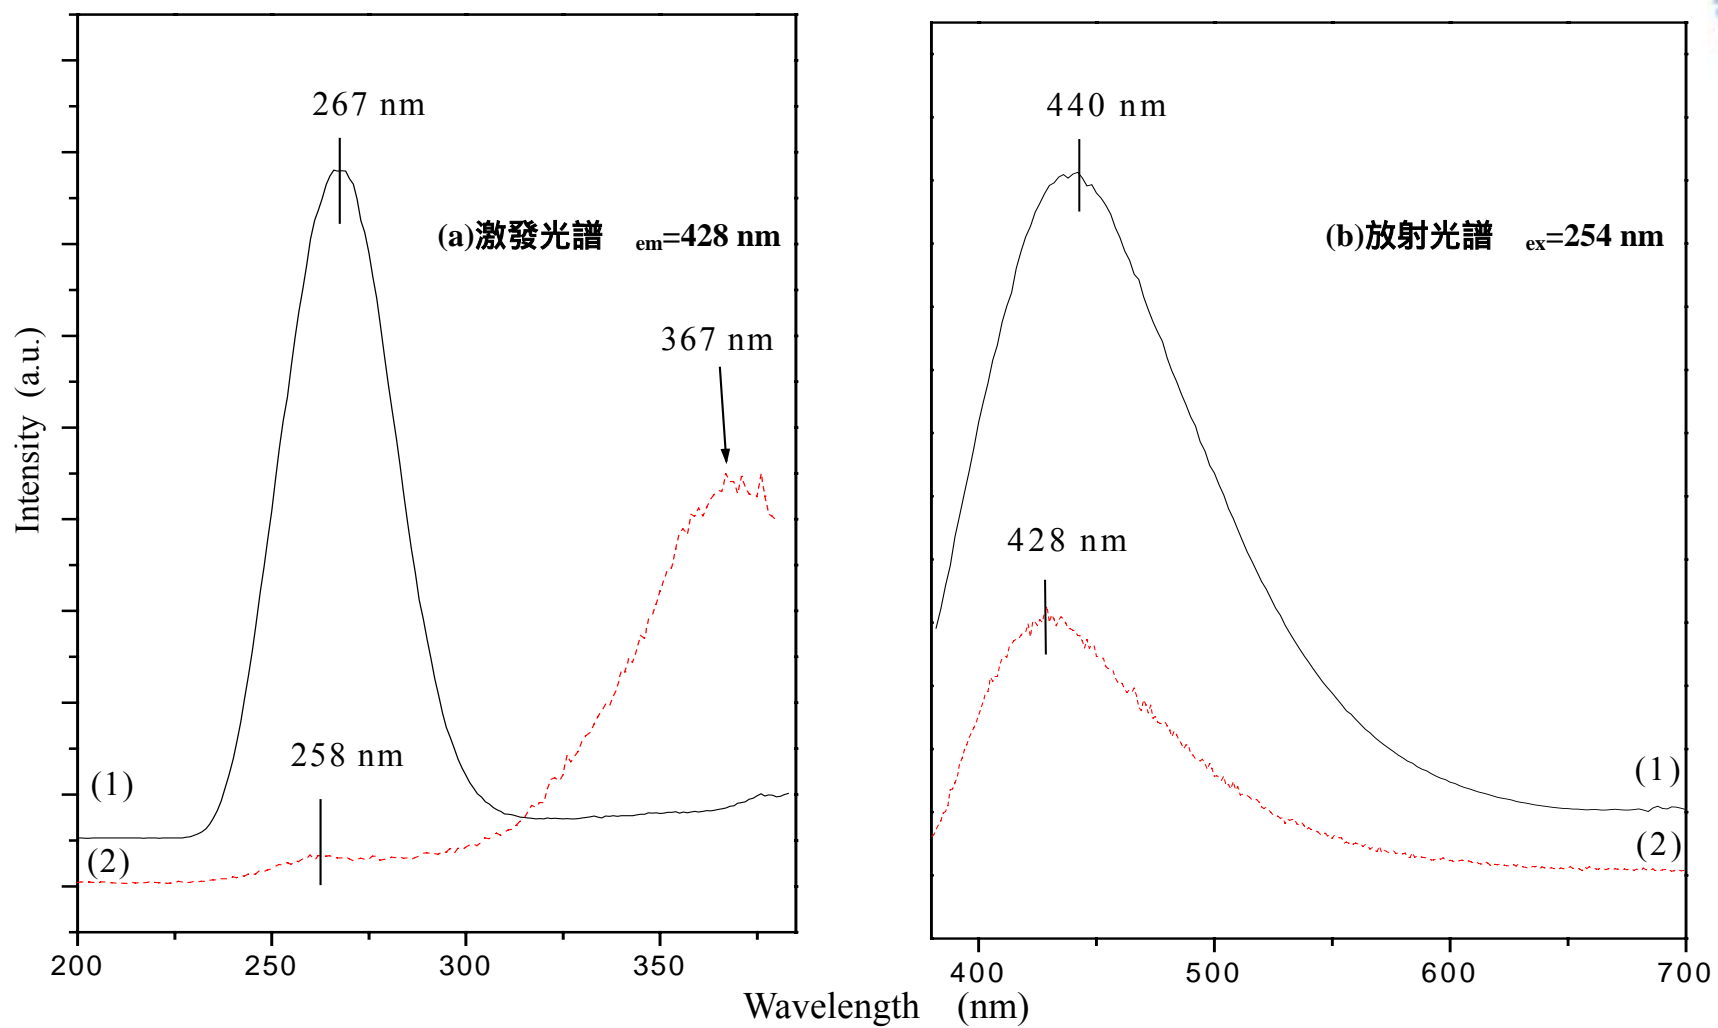 267 nm
(a)激發光譜 em=428 nm
367 nm
258 nm
(1)
(2)
Intensity (a.u.)
200 250 300 350
440 nm
(b)放射光譜 ex=254 nm
428 nm
(1)
(2)
400 500 600 700
Wavelength (nm)